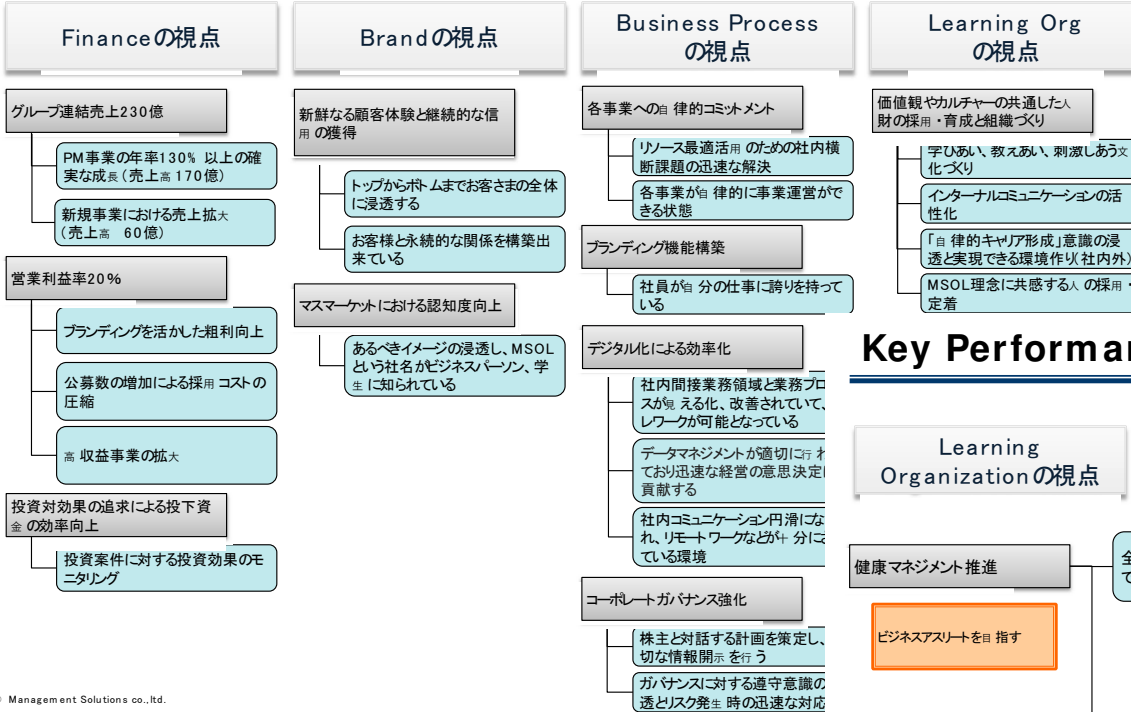 Financeの視点
グループ連結売上230億
PM事業の年率130% 以上の確
実な成長(売上高 170億)
新規事業における売上拡大
(売上高 60億)
営業利益率20%
ブランディングを活かした粗利向上
公募数の増加による採用コストの
圧縮
高収益事業の拡大
投資対効果の追求による投下資
金の効率向上
投資案件に対する投資効果のモ
ニタリング
Brandの視点
新鮮なる顧客体験と継続的な信
用の獲得
トップからボトムまでお客さまの全体
に浸透する
お客様と永続的な関係を構築出
来ている
マスマーケットにおける認知度向上
あるべきイメージの浸透し、MSOL
という社名がビジネスパーソン、学
生に知られている
Business Process
の視点
各事業への自律的コミットメント
リソース最適活用のための社内横
断課題の迅速な解決
各事業が自律的に事業運営がで
きる状態
ブランディング機能構築
社員が自分の仕事に誇りを持って
いる
デジタル化による効率化
社内間接業務領域と業務プロ
スが見える化、改善されていて、
レワークが可能となっている
データマネジメントが適切に行わ
ており迅速な経営の意思決定
貢献する
社内コミュニケーション円滑にな
れ、リモートワークなどが十分に
ている環境
コーポレートガバナンス強化
株主と対話する計画を策定し、
切な情報開示を行う
ガバナンスに対する遵守意識の
透とリスク発生時の迅速な対応
Learning Org
の視点
価値観やカルチャーの共通した人
財の採用・育成と組織づくり
学びあい、教えあい、刺激しあう文
化づくり
インターナルコミュニケーションの活
性化
「自律的キャリア形成」意識の浸
透と実現できる環境作り(社内外)
MSOL理念に共感する人の採用・
定着
Key Performa
Learning
Organizationの視点
健康マネジメント推進
全
て
ビジネスアスリートを目指す
Management Solutions co.,ltd.